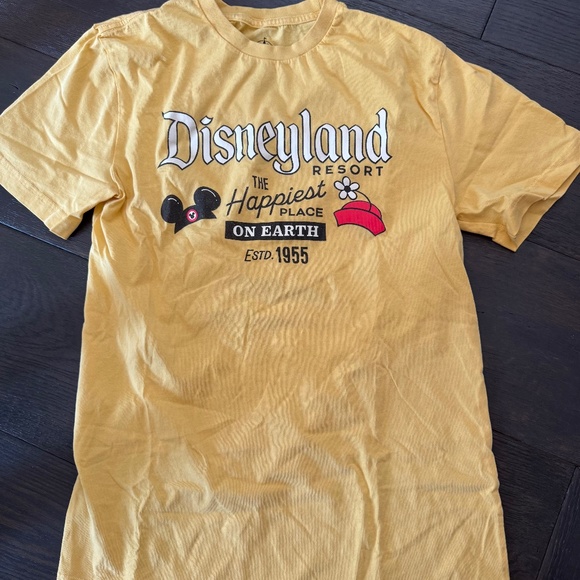 Disneyland
RESORT
THE
Happiest
PLACE
ON EARTH
ESTD. 1955